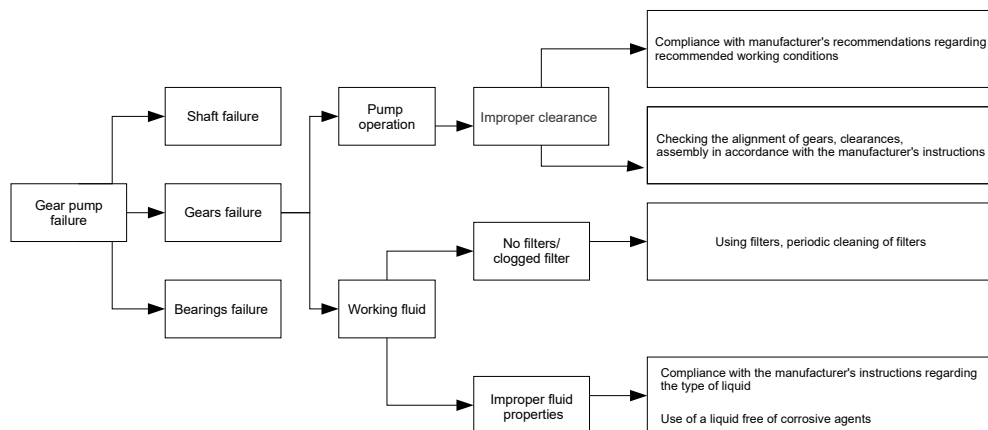 Compliance with manufacturer's recommendations regarding
recommended working conditions
Shaft failure
Pump
operation
Improper clearance
Checking the alignment of gears, clearances,
assembly in accordance with the manufacturer's instructions
Gear pump
failure
Gears failure
No filters/
clogged filter
Using filters, periodic cleaning of filters
Bearings failure
Working fluid
Improper fluid
properties
Compliance with the manufacturer's instructions regarding
the type of liquid
Use of a liquid free of corrosive agents